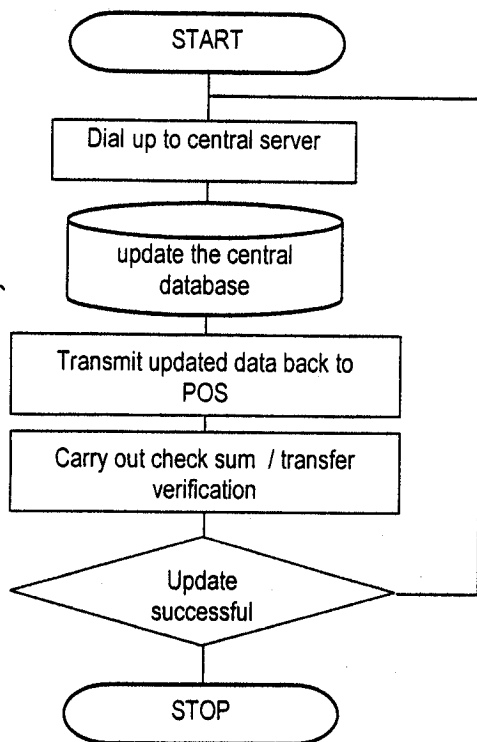 START
Dial up to central server
update the central
database
Transmit updated data back to
POS
Carry out check sum / transfer
verification
Update
successful
STOP